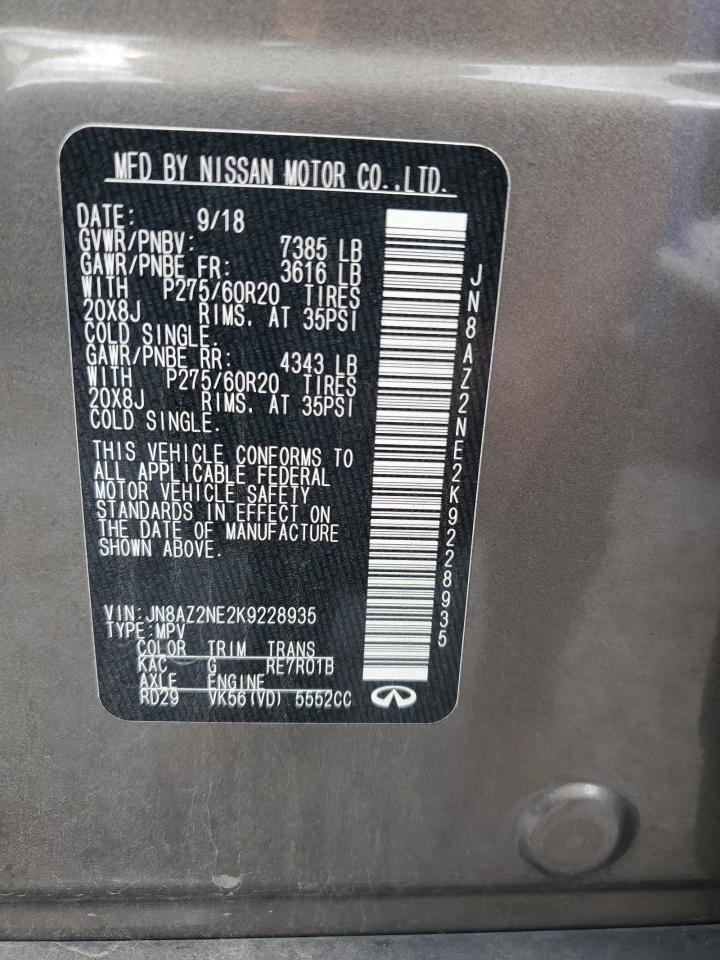 MFD BY NISSAN MOTOR CO.,LTD.
DATE: 9/18
GVWR/PNBV: 7385 LB
GAWR/PNBE FR: 3616 LB
WITH P275/60R20 TIRES
20X8J RIMS. AT 35PSI
COLD SINGLE.
GAWR/PNBE RR: 4343 LB
WITH P275/60R20 TIRES
20X8J RIMS. AT 35PSI
COLD SINGLE.
THIS VEHICLE CONFORMS TO
ALL APPLICABLE FEDERAL
MOTOR VEHICLE SAFETY
STANDARDS IN EFFECT ON
THE DATE OF MANUFACTURE
SHOWN ABOVE.
VIN:JN8AZ2NE2K9228935
TYPE:MPV
COLOR TRIM TRANS
KAC G RE7R01B
AXLE ENGINE
RD29 VK56(VD) 5552CC
JN8AZ2NE2K9228935